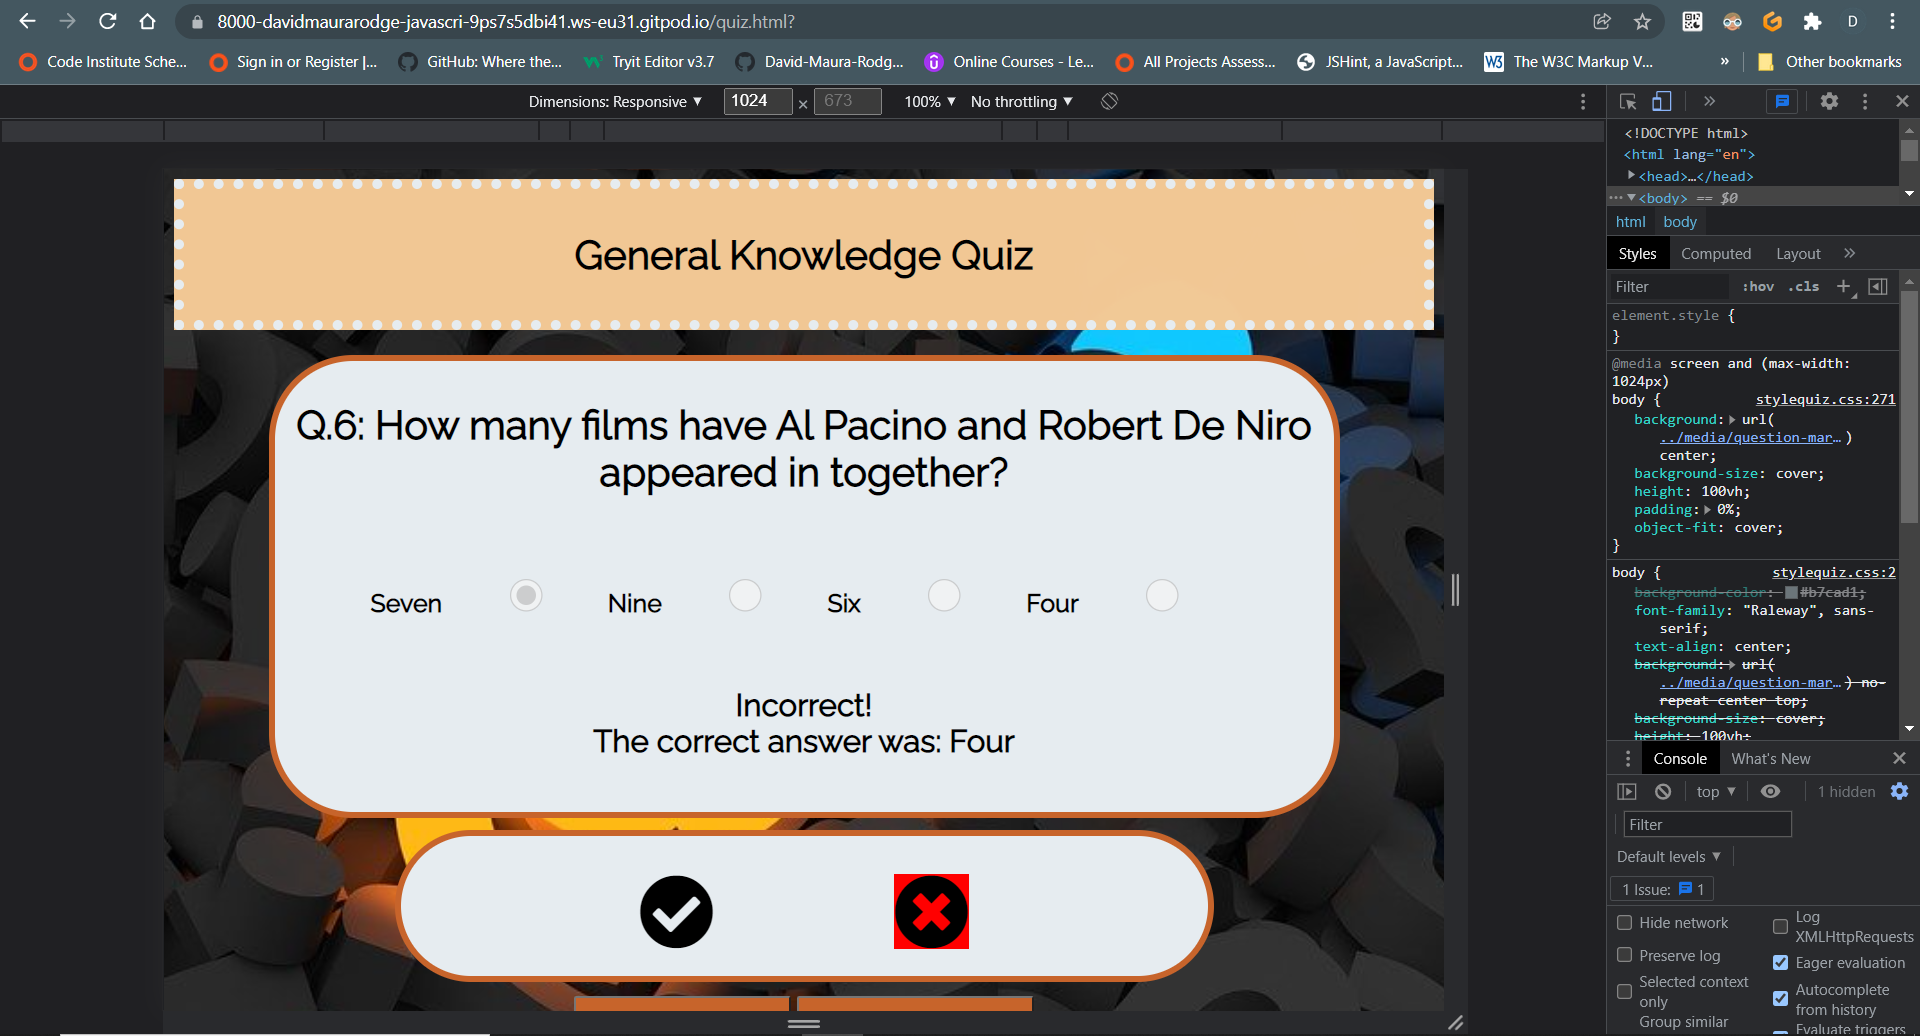 8000-davidmaurarodge-javascri-9ps7s5dbi41.ws-eu31.gitpod.io/quiz.html?
D
Code Institute Sche...
Sign in or Register |...
GitHub: Where the...
Tryit Editor v3.7
David-Maura-Rodg...
Online Courses - Le...
All Projects Assess...
JSHint, a JavaScript...
W3 The W3C Markup V...
»
Other bookmarks
Dimensions: Responsive ▼ 1024 × 673 100% ▼ No throttling ▼
General Knowledge Quiz
Q.6: How many films have Al Pacino and Robert De Niro
appeared in together?
Seven Nine Six Four
Incorrect!
The correct answer was: Four
<!DOCTYPE html>
<html lang="en">
<head>…</head>
<body> == $0
html body
Styles Computed Layout »
Filter :hov .cls +
element.style {
}
@media screen and (max-width:
1024px)
body { stylequiz.css:271
background: url(
../media/question-mar… )
center;
background-size: cover;
height: 100vh;
padding: 0%;
object-fit: cover;
}
body { stylequiz.css:2
background-color: #b7cad1;
font-family: "Raleway", sans-
serif;
text-align: center;
background: url(
../media/question-mar… ) no-
repeat center top;
background-size: cover;
height: 100vh;
Console What's New
top ▼ 1 hidden
Filter
Default levels ▼
1 Issue: 1
Hide network
Log
XMLHttpRequests
Preserve log
Eager evaluation
Selected context
only
Autocomplete
from history
Group similar
Evaluate triggers